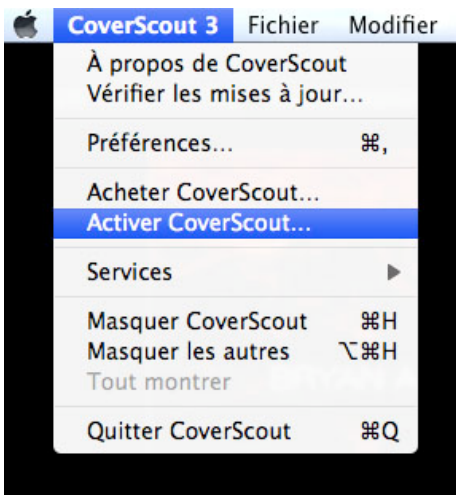 CoverScout 3 Fichier Modifier
À propos de CoverScout
Vérifier les mises à jour...
Préférences... ⌘,
Acheter CoverScout...
Activer CoverScout...
Services ▶
Masquer CoverScout ⌘H
Masquer les autres ⌥⌘H
Tout montrer
Quitter CoverScout ⌘Q